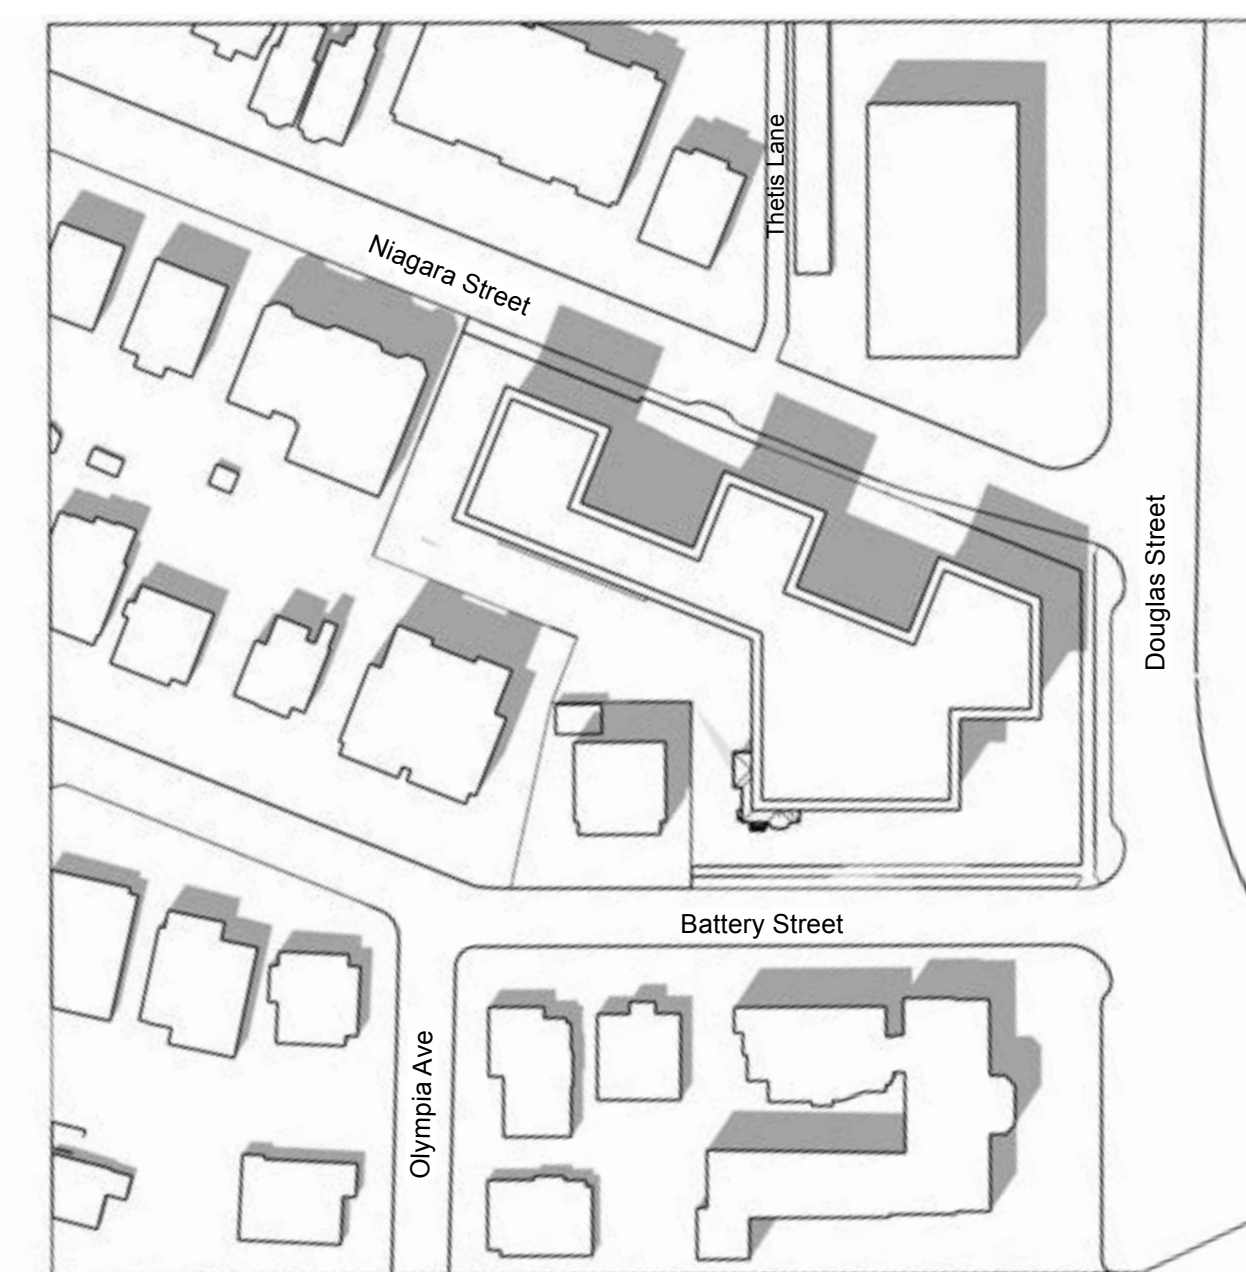 Thetis Lane
Niagara Street
Douglas Street
Battery Street
Olympia Ave